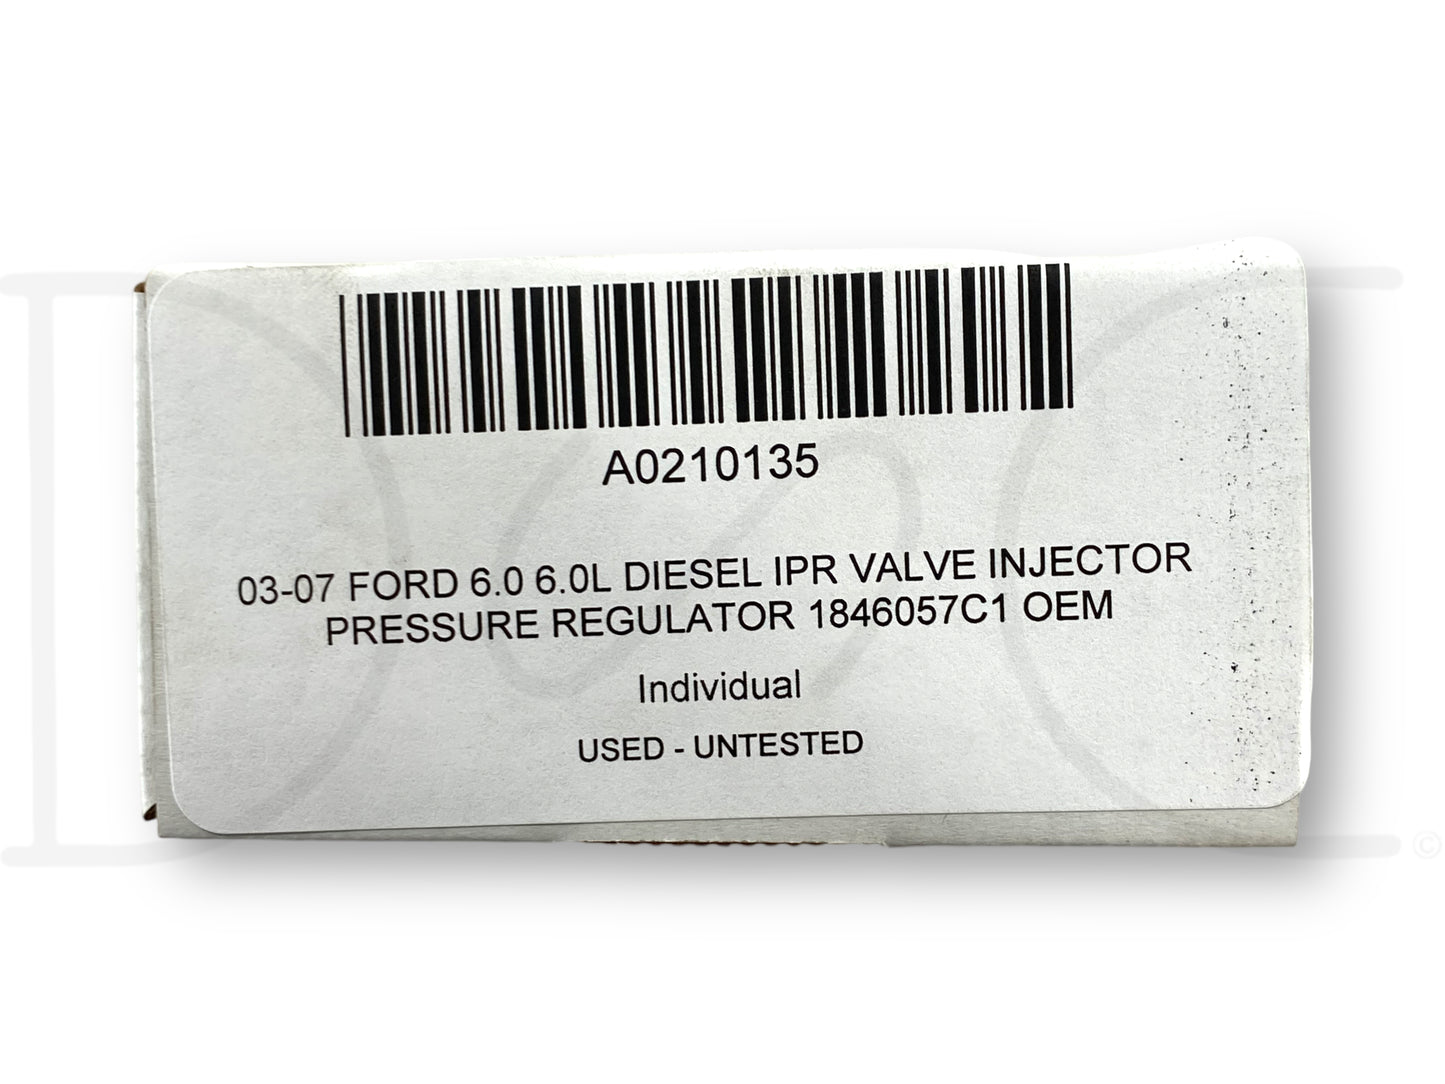 A0210135
03-07 FORD 6.0 6.0L DIESEL IPR VALVE INJECTOR
PRESSURE REGULATOR 1846057C1 OEM
Individual
USED - UNTESTED
©